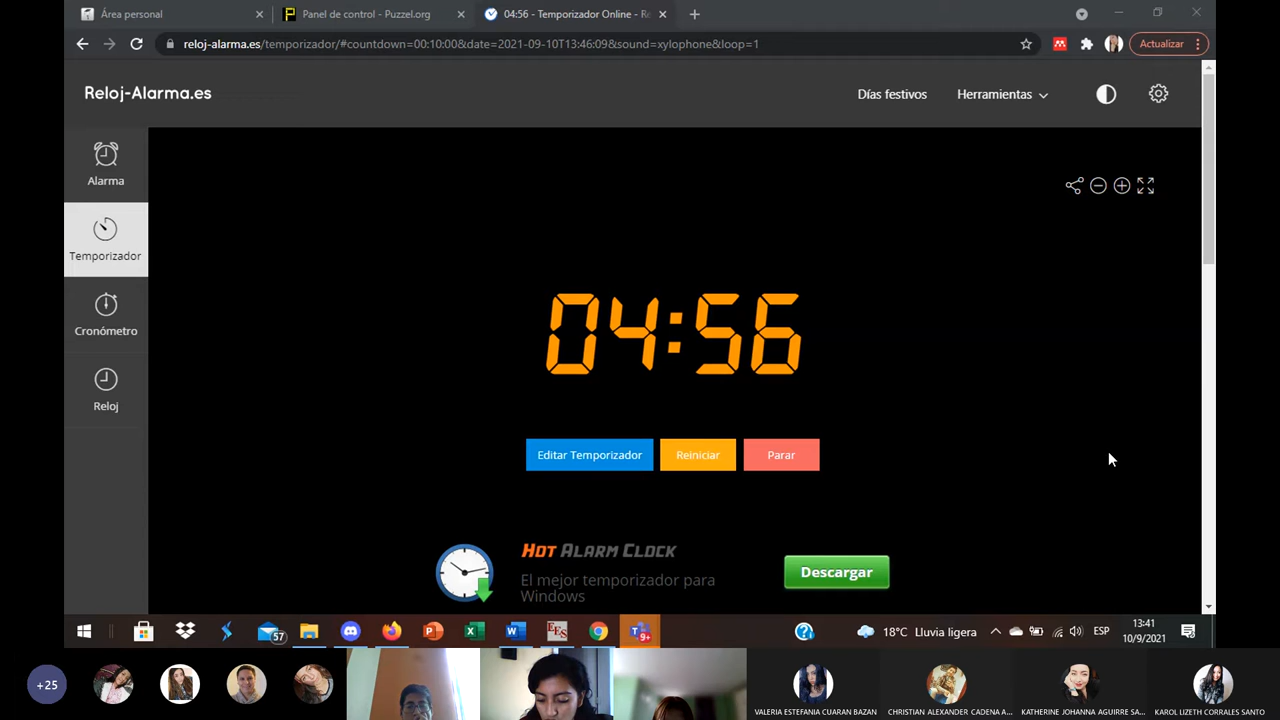 Área personal
Panel de control - Puzzel.org
04:56 - Temporizador Online - Re
reloj-alarma.es/temporizador/#countdown=00:10:00&date=2021-09-10T13:46:09&sound=xylophone&loop=1
Actualizar
Reloj-Alarma.es
Días festivos
Herramientas
Alarma
Temporizador
Cronómetro
Reloj
04:56
Editar Temporizador
Reiniciar
Parar
Hot Alarm Clock
El mejor temporizador para
Windows
Descargar
57
9+
18°C Lluvia ligera
ESP
13:41
10/9/2021
+25
VALERIA ESTEFANIA CUARAN BAZAN
CHRISTIAN ALEXANDER CADENA A...
KATHERINE JOHANNA AGUIRRE SA...
KAROL LIZETH CORRALES SANTO